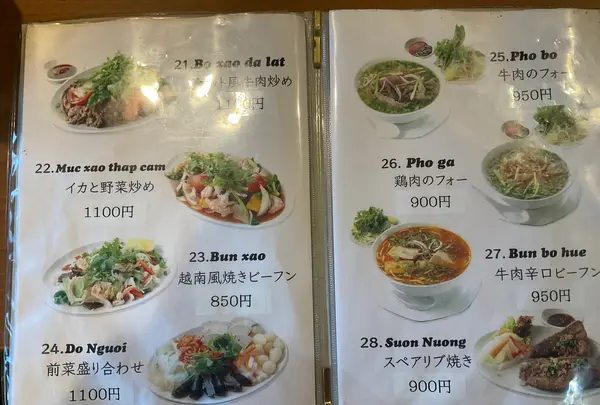 21.Bo xao da lat
風牛肉炒め
円
22.Muc xao thap cam
イカと野菜炒め
1100円
23.Bun xao
越南風焼きビーフン
850円
24.Do Nguoi
前菜盛り合わせ
1100円
25.Pho bo
牛肉のフォー
950円
26. Pho ga
鶏肉のフォー
900円
27. Bun bo hue
牛肉辛口ビーフン
950円
28. Suon Nuong
スペアリブ焼き
900円